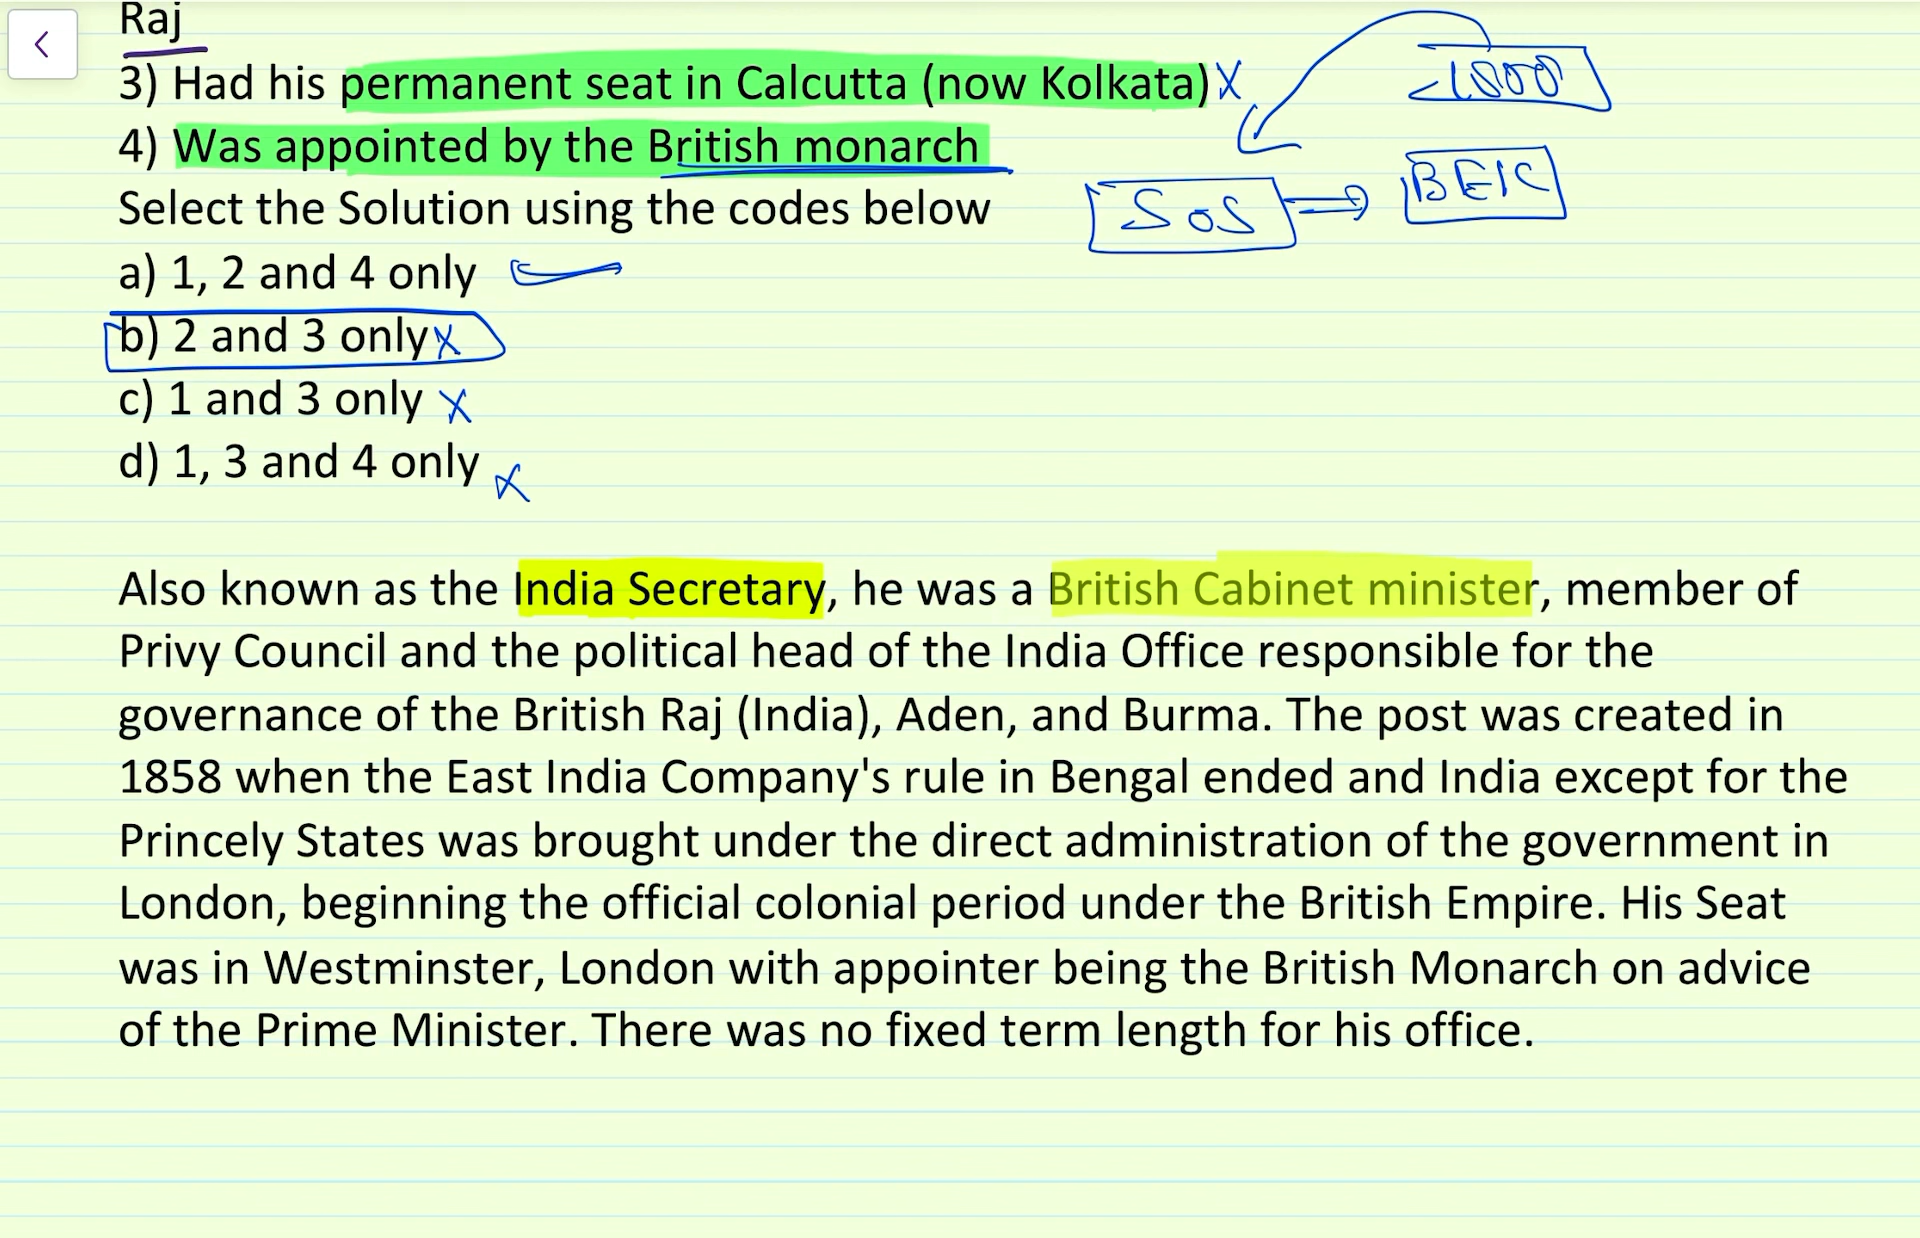 Raj
3) Had his permanent seat in Calcutta (now Kolkata) X
4) Was appointed by the British monarch
<1800
BEIC
SOS
Select the Solution using the codes below
a) 1, 2 and 4 only
b) 2 and 3 only X
c) 1 and 3 only X
d) 1, 3 and 4 only X
Also known as the India Secretary, he was a British Cabinet minister, member of
Privy Council and the political head of the India Office responsible for the
governance of the British Raj (India), Aden, and Burma. The post was created in
1858 when the East India Company's rule in Bengal ended and India except for the
Princely States was brought under the direct administration of the government in
London, beginning the official colonial period under the British Empire. His Seat
was in Westminster, London with appointer being the British Monarch on advice
of the Prime Minister. There was no fixed term length for his office.